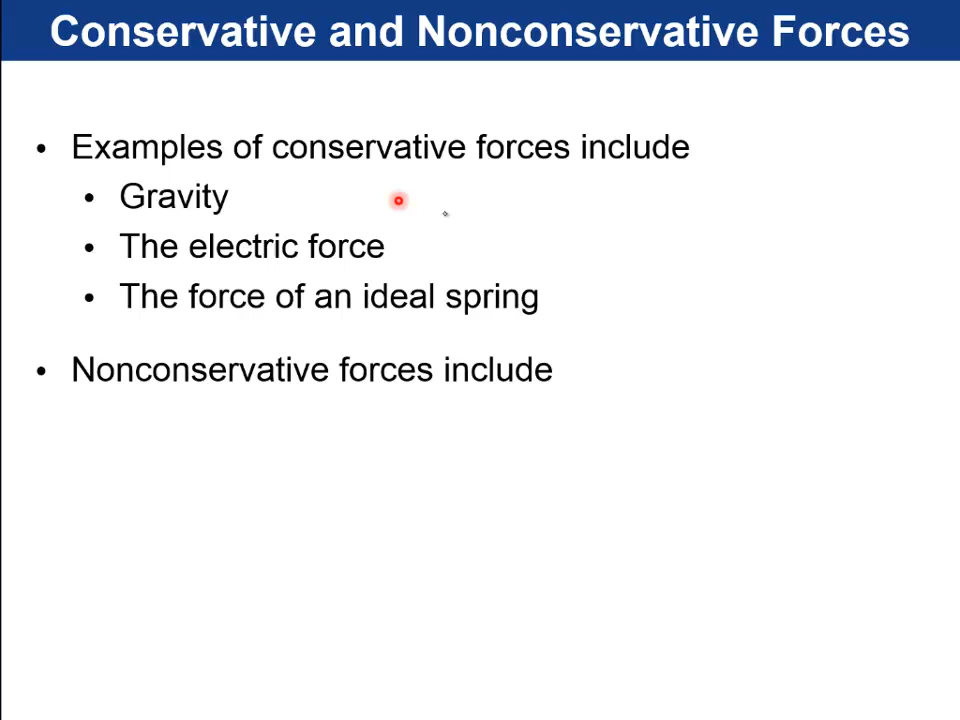 Conservative and Nonconservative Forces
• Examples of conservative forces include
• Gravity
• The electric force
• The force of an ideal spring
• Nonconservative forces include